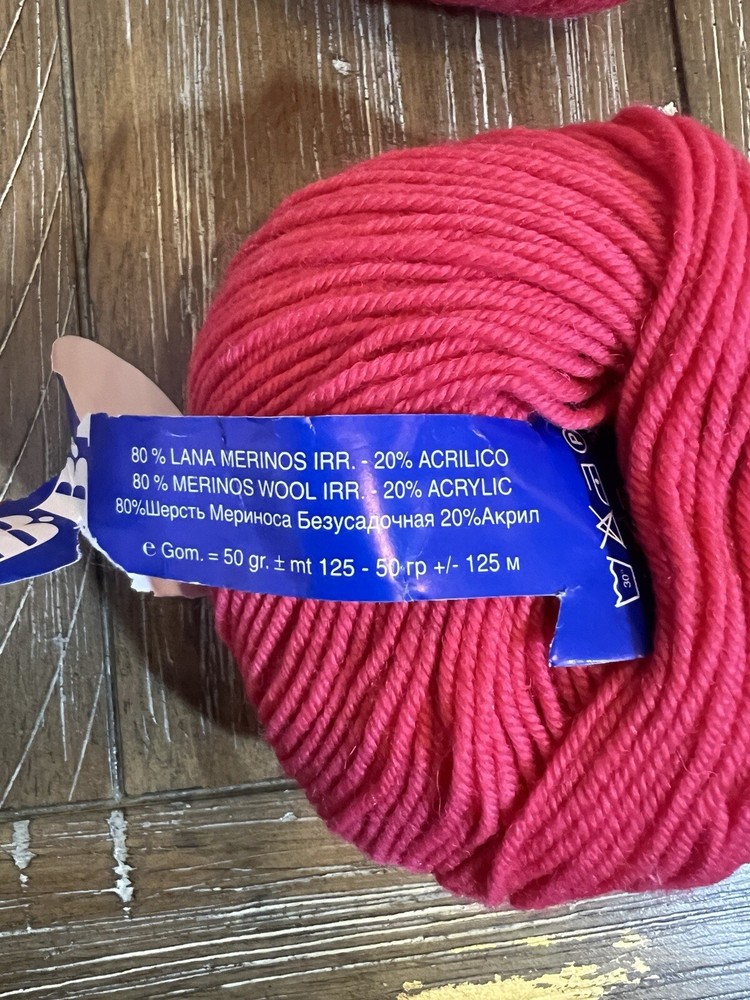 80 % LANA MERINOS IRR. - 20% ACRILICO
80 % MERINOS WOOL IRR. - 20% ACRYLIC
80%Шерсть Мериноса Безусадочная 20%Акрил
℮ Gom. = 50 gr. ± mt 125 - 50 гр +/- 125 м
P
30°